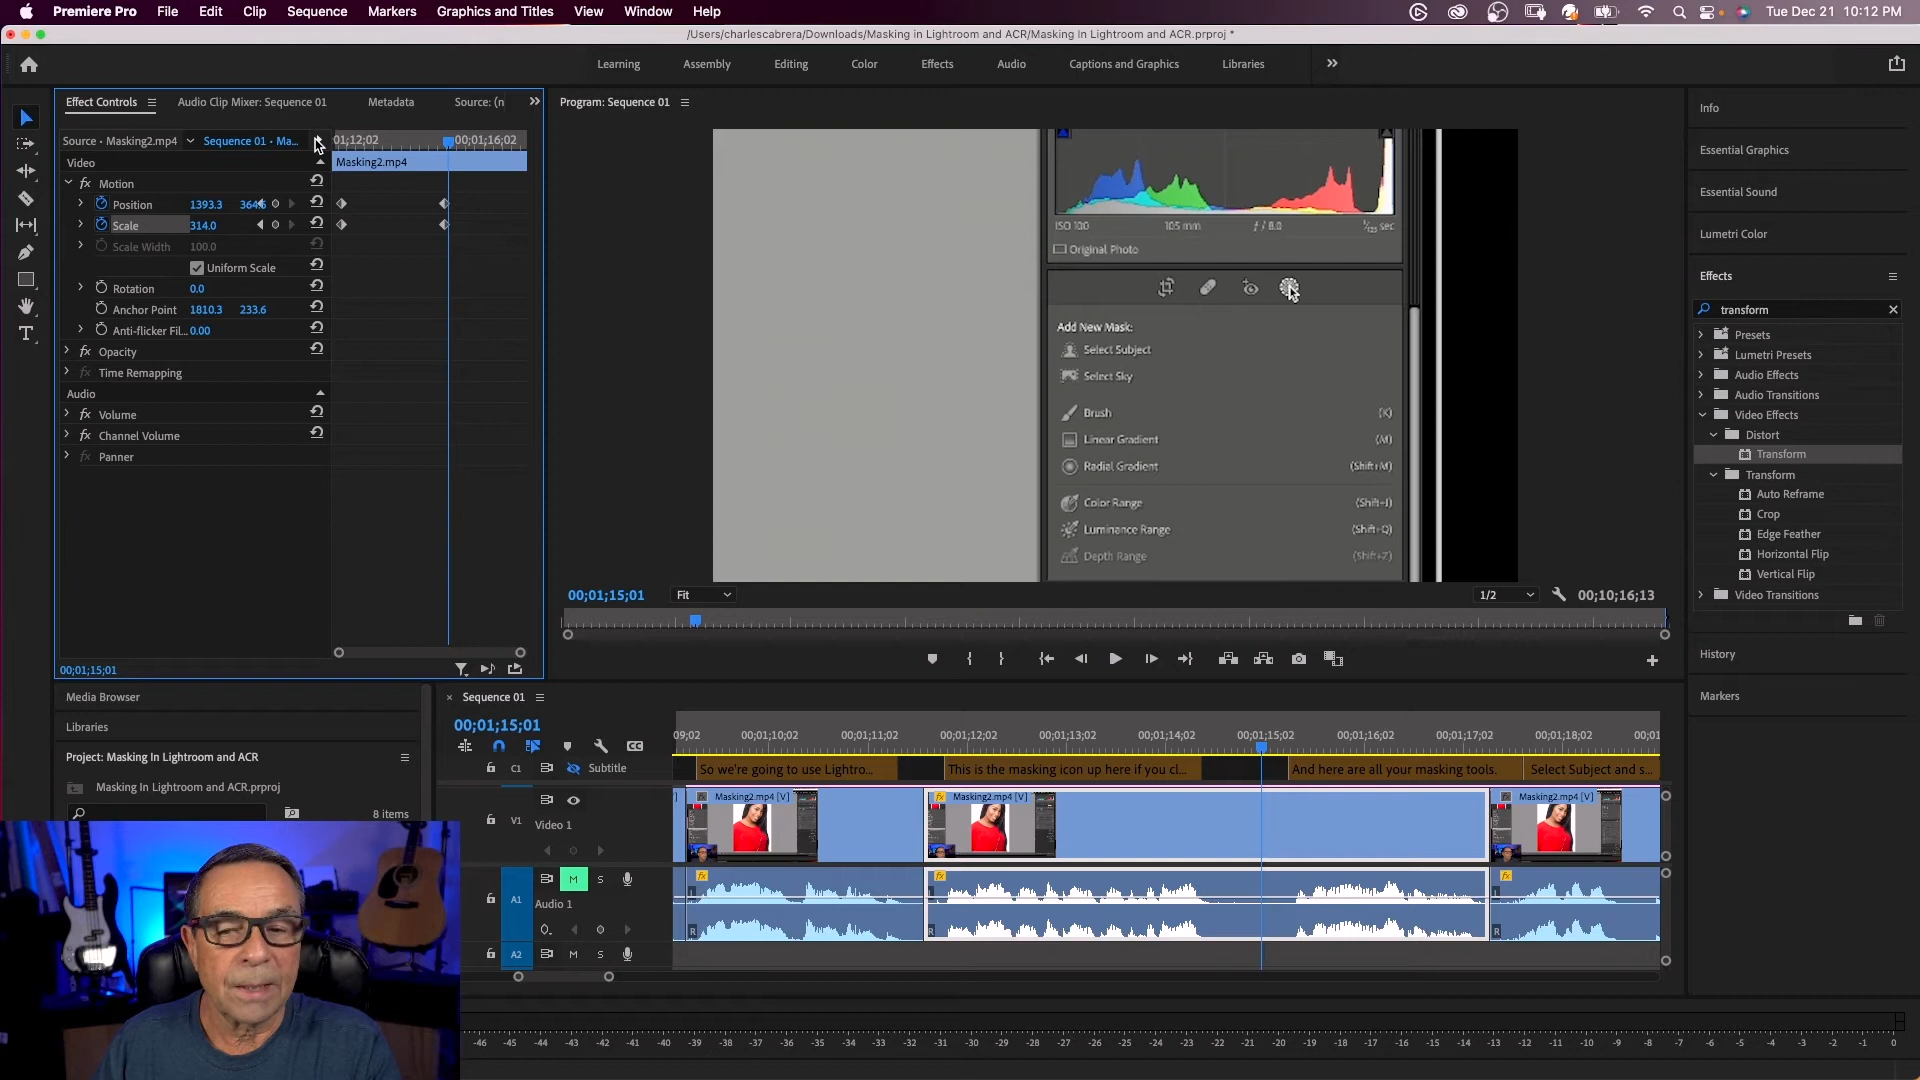 Premiere Pro File Edit Clip Sequence Markers Graphics and Titles View Window Help Tue Dec 21 10:12 PM
/Users/charlescabrera/Downloads/Masking in Lightroom and ACR/Masking In Lightroom and ACR.prproj *
Learning Assembly Editing Color Effects Audio Captions and Graphics Libraries
Effect Controls Audio Clip Mixer: Sequence 01 Metadata Source: (n
Source • Masking2.mp4 Sequence 01 • Ma... 01;12;02 00;01;16;02
Video Masking2.mp4
fx Motion
Position 1393.3
Scale 314.0
Scale Width 100.0
Uniform Scale
Rotation 0.0
Anchor Point 1810.3 233.6
Anti-flicker Fil... 0.00
fx Opacity
fx Time Remapping
Audio
fx Volume
fx Channel Volume
fx Panner
00;01;15;01
Program: Sequence 01
ISO 100 105 mm ƒ / 8.0 1/125 sec
Original Photo
Add New Mask:
Select Subject
Select Sky
Brush (K)
Linear Gradient (M)
Radial Gradient (Shift+M)
Color Range (Shift+J)
Luminance Range (Shift+Q)
Depth Range (Shift+Z)
00;01;15;01 Fit 1/2 00;10;16;13
Info
Essential Graphics
Essential Sound
Lumetri Color
Effects
transform
Presets
Lumetri Presets
Audio Effects
Audio Transitions
Video Effects
Distort
Transform
Transform
Auto Reframe
Crop
Edge Feather
Horizontal Flip
Vertical Flip
Video Transitions
History
Markers
Media Browser
Libraries
Project: Masking In Lightroom and ACR
Masking In Lightroom and ACR.prproj
8 items
× Sequence 01
00;01;15;01
09;02 00;01;10;02 00;01;11;02 00;01;12;02 00;01;13;02 00;01;14;02 00;01;15;02 00;01;16;02 00;01;17;02 00;01;18;02 00;01
CC
C1 Subtitle So we're going to use Lightro... This is the masking icon up here if you cl... And here are all your masking tools. Select Subject and s...
fx Masking2.mp4 [V] fx Masking2.mp4 [V] fx Masking2.mp4 [V]
V1 Video 1
M S fx fx fx
A1 Audio 1
L L L
R R R
A2 M S
-46 -45 -44 -43 -42 -41 -40 -39 -38 -37 -36 -35 -34 -33 -32 -31 -30 -29 -28 -27 -26 -25 -24 -23 -22 -21 -20 -19 -18 -17 -16 -15 -14 -13 -12 -11 -10 -9 -8 -7 -6 -5 -4 -3 -2 -1 0